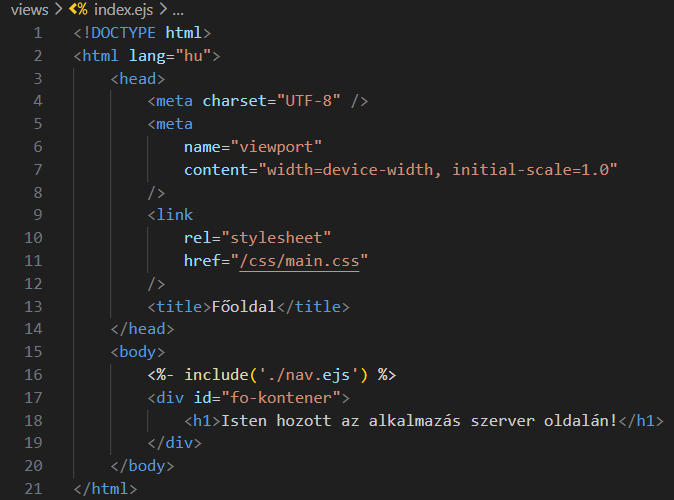 views > <% index.ejs > ...
1 <!DOCTYPE html>
2 <html lang="hu">
3     <head>
4         <meta charset="UTF-8" />
5         <meta
6             name="viewport"
7             content="width=device-width, initial-scale=1.0"
8         />
9         <link
10             rel="stylesheet"
11             href="/css/main.css"
12         />
13         <title>Főoldal</title>
14     </head>
15     <body>
16         <%- include('./nav.ejs') %>
17         <div id="fo-kontener">
18             <h1>Isten hozott az alkalmazás szerver oldalán!</h1>
19         </div>
20     </body>
21 </html>